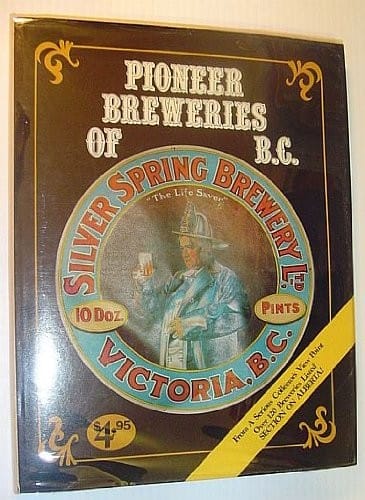 PIONEER
BREWERIES
OF B.C.
SILVER SPRING BREWERY LTD.
"The Life Saver"
10 DOZ. PINTS
VICTORIA, B.C.
$4.95
From A Serious Collector's View Point
Over 120 Breweries Listed
SECTION ON ALBERTA!